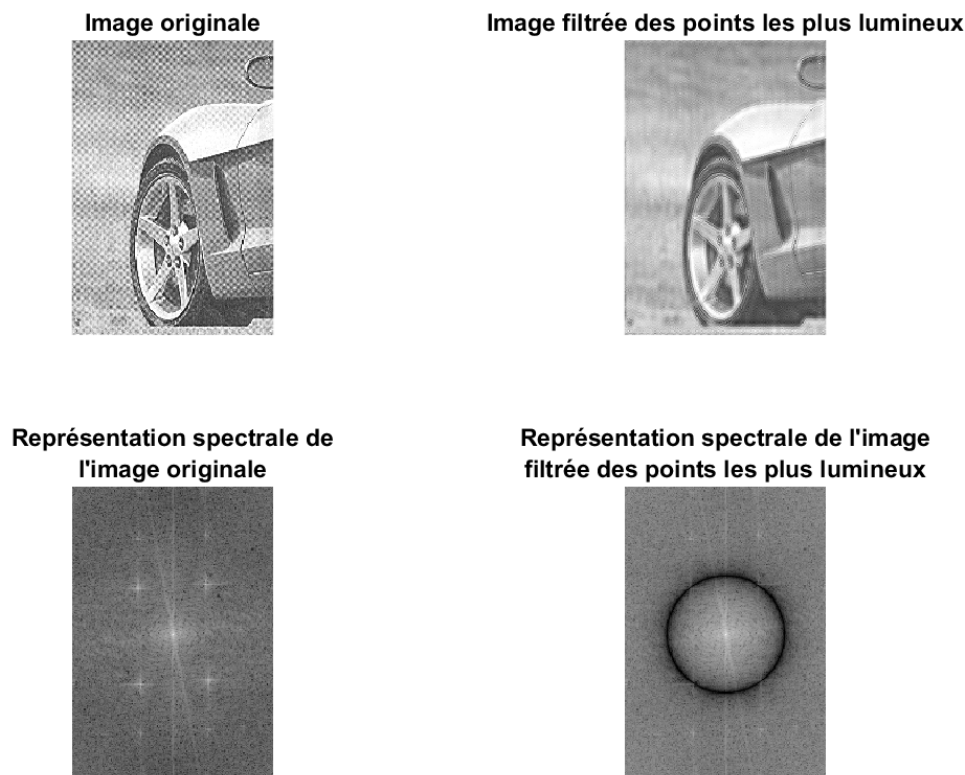 Image originale
Image filtrée des points les plus lumineux
Représentation spectrale de
l'image originale
Représentation spectrale de l'image
filtrée des points les plus lumineux